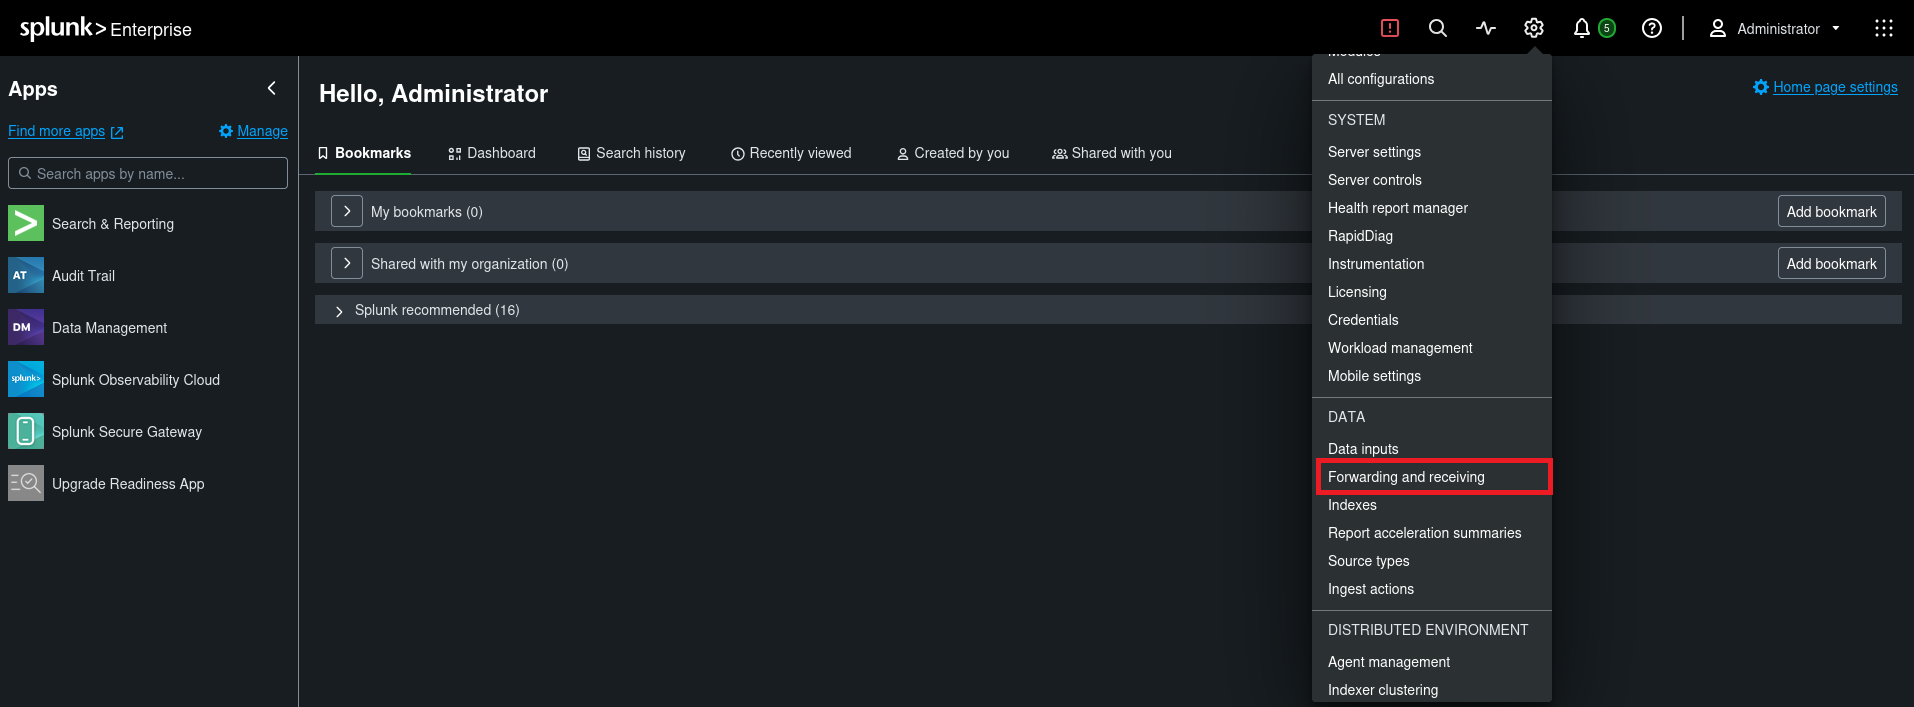 splunk> Enterprise
5
Administrator
Apps
Find more apps
Manage
Search apps by name...
Search & Reporting
AT
Audit Trail
DM
Data Management
splunk>
Splunk Observability Cloud
Splunk Secure Gateway
Upgrade Readiness App
Hello, Administrator
Home page settings
Bookmarks
Dashboard
Search history
Recently viewed
Created by you
Shared with you
My bookmarks (0)
Add bookmark
Shared with my organization (0)
Add bookmark
Splunk recommended (16)
Modules
All configurations
SYSTEM
Server settings
Server controls
Health report manager
RapidDiag
Instrumentation
Licensing
Credentials
Workload management
Mobile settings
DATA
Data inputs
Forwarding and receiving
Indexes
Report acceleration summaries
Source types
Ingest actions
DISTRIBUTED ENVIRONMENT
Agent management
Indexer clustering